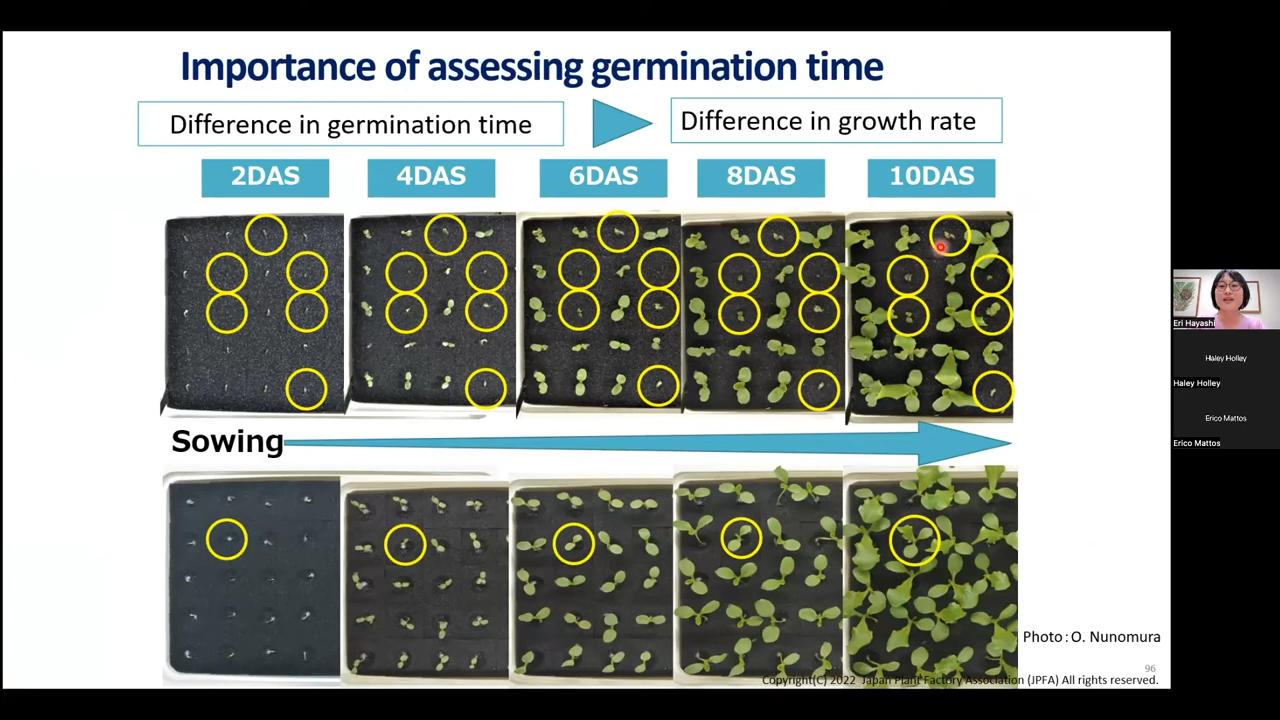 Importance of assessing germination time
Difference in germination time
Difference in growth rate
2DAS
4DAS
6DAS
8DAS
10DAS
Sowing
Photo : O. Nunomura
96
Copyright(C) 2022 Japan Plant Factory Association (JPFA) All rights reserved.
Eri Hayashi
Haley Holley
Haley Holley
Erico Mattos
Erico Mattos